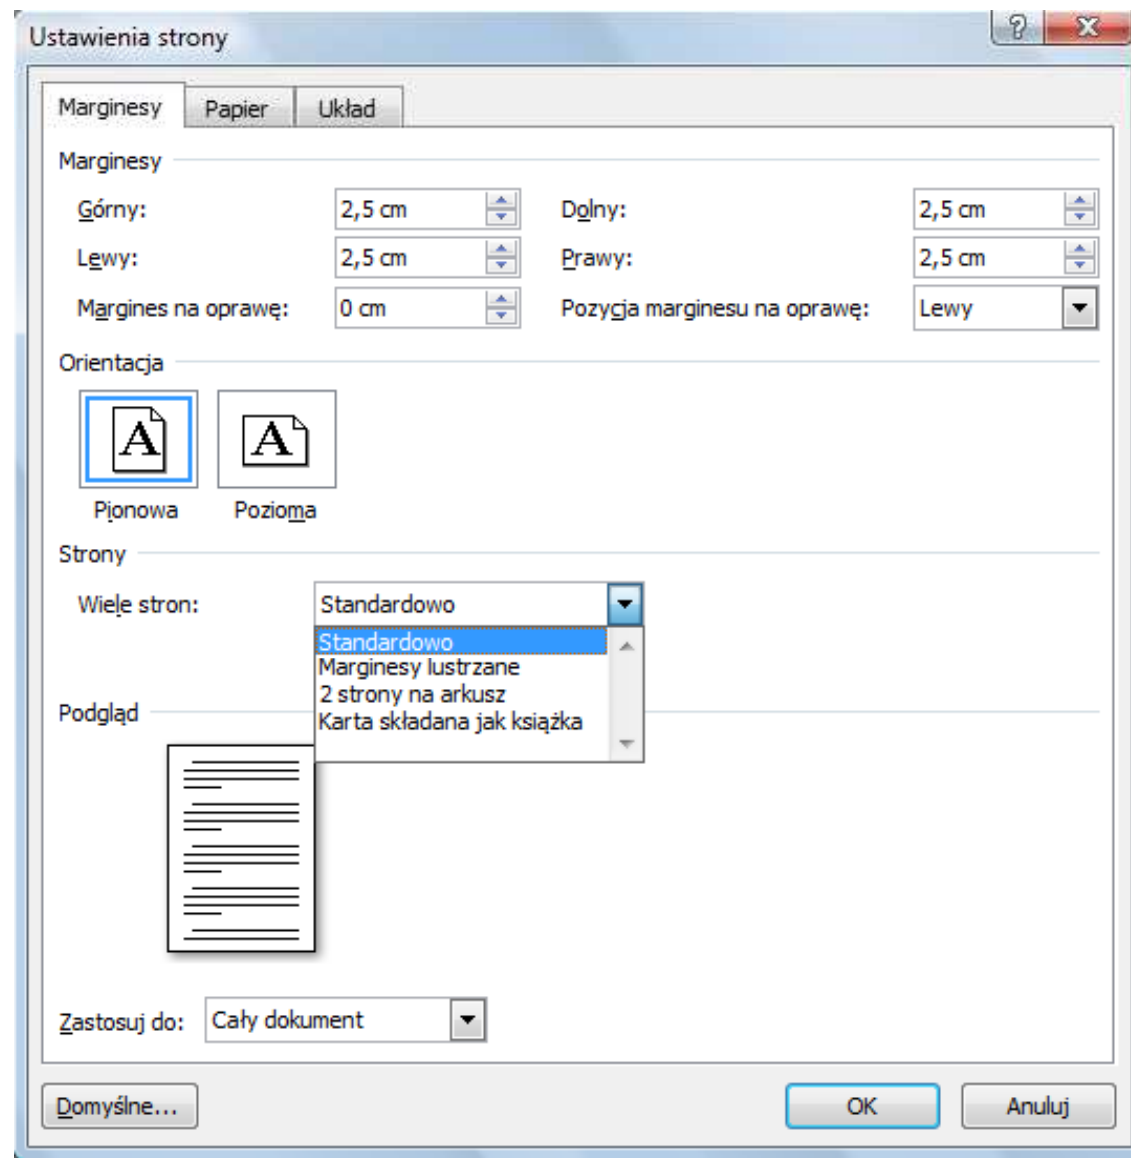 Ustawienia strony
Marginesy Papier Układ
Marginesy
Górny: 2,5 cm Dolny: 2,5 cm
Lewy: 2,5 cm Prawy: 2,5 cm
Margines na oprawę: 0 cm Pozycja marginesu na oprawę: Lewy
Orientacja
A A
Pionowa Pozioma
Strony
Wiele stron: Standardowo
Standardowo
Marginesy lustrzane
2 strony na arkusz
Karta składana jak książka
Podgląd
Zastosuj do: Cały dokument
Domyślne... OK Anuluj